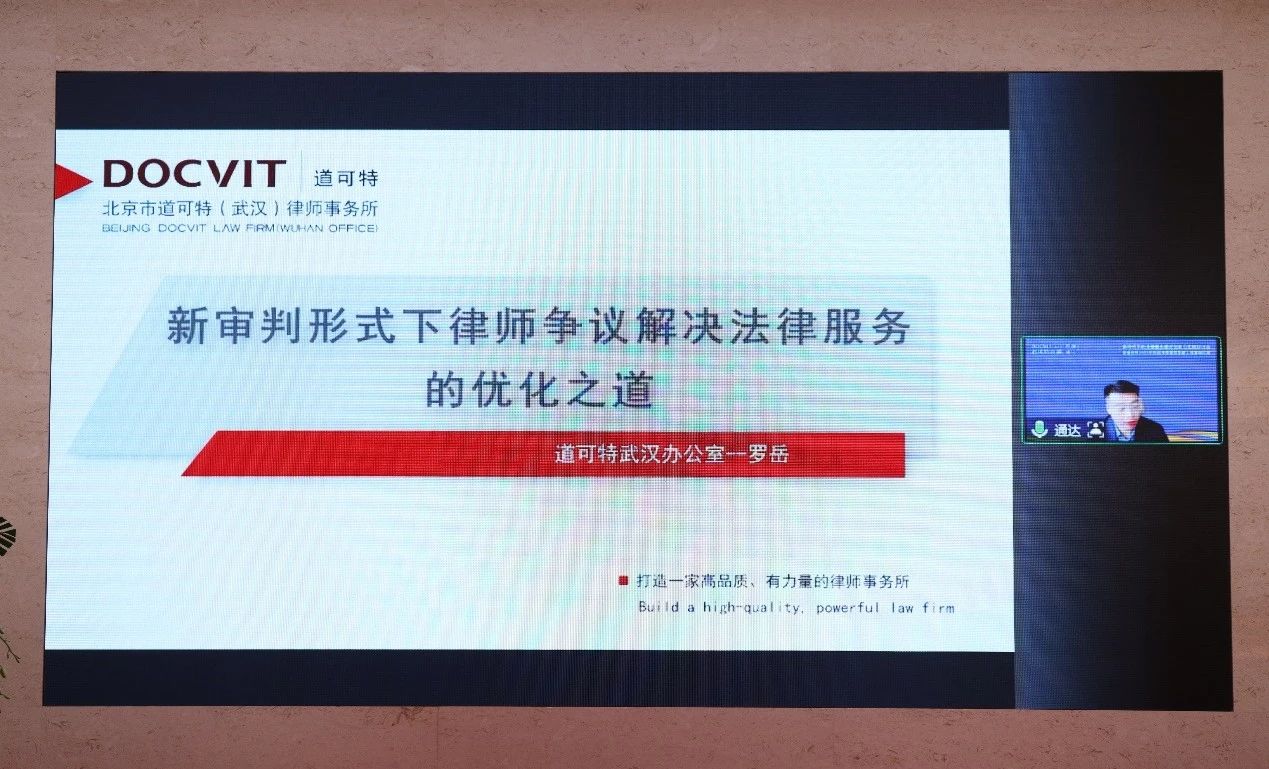 DOCVIT 道可特
北京市道可特（武汉）律师事务所
BEIJING DOCVIT LAW FIRM(WUHAN OFFICE)
新审判形式下律师争议解决法律服务
的优化之道
道可特武汉办公室—罗岳
打造一家高品质、有力量的律师事务所
Build a high-quality, powerful law firm
通达